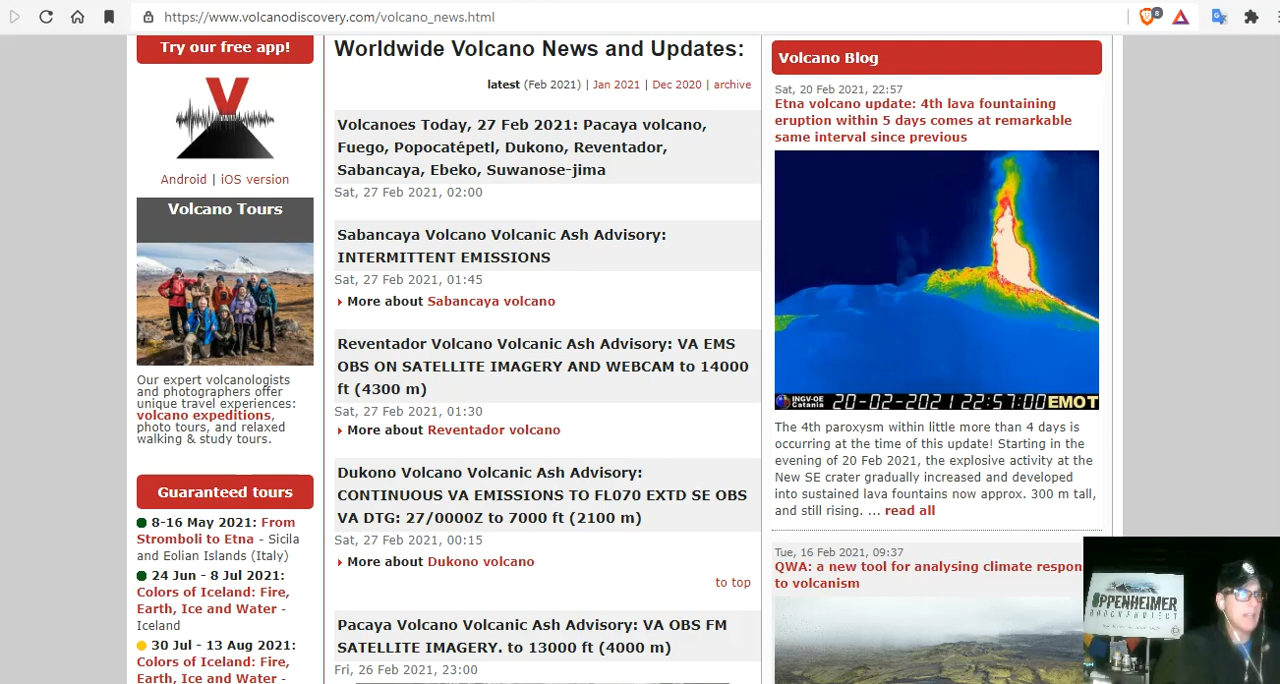 https://www.volcanodiscovery.com/volcano_news.html
8
Try our free app!
Android | iOS version
Volcano Tours
Our expert volcanologists
and photographers offer
unique travel experiences:
volcano expeditions,
photo tours, and relaxed
walking & study tours.
Guaranteed tours
8-16 May 2021: From
Stromboli to Etna - Sicila
and Eolian Islands (Italy)
24 Jun - 8 Jul 2021:
Colors of Iceland: Fire,
Earth, Ice and Water -
Iceland
30 Jul - 13 Aug 2021:
Colors of Iceland: Fire,
Earth, Ice and Water -
Worldwide Volcano News and Updates:
latest (Feb 2021) | Jan 2021 | Dec 2020 | archive
Volcanoes Today, 27 Feb 2021: Pacaya volcano,
Fuego, Popocatépetl, Dukono, Reventador,
Sabancaya, Ebeko, Suwanose-jima
Sat, 27 Feb 2021, 02:00
Sabancaya Volcano Volcanic Ash Advisory:
INTERMITTENT EMISSIONS
Sat, 27 Feb 2021, 01:45
More about Sabancaya volcano
Reventador Volcano Volcanic Ash Advisory: VA EMS
OBS ON SATELLITE IMAGERY AND WEBCAM to 14000
ft (4300 m)
Sat, 27 Feb 2021, 01:30
More about Reventador volcano
Dukono Volcano Volcanic Ash Advisory:
CONTINUOUS VA EMISSIONS TO FL070 EXTD SE OBS
VA DTG: 27/0000Z to 7000 ft (2100 m)
Sat, 27 Feb 2021, 00:15
More about Dukono volcano
to top
Pacaya Volcano Volcanic Ash Advisory: VA OBS FM
SATELLITE IMAGERY. to 13000 ft (4000 m)
Fri, 26 Feb 2021, 23:00
Volcano Blog
Sat, 20 Feb 2021, 22:57
Etna volcano update: 4th lava fountaining
eruption within 5 days comes at remarkable
same interval since previous
INGV-OE
Catania
20-02-2021 22:57:00 EMOT
The 4th paroxysm within little more than 4 days is
occurring at the time of this update! Starting in the
evening of 20 Feb 2021, the explosive activity at the
New SE crater gradually increased and developed
into sustained lava fountains now approx. 300 m tall,
and still rising. ... read all
Tue, 16 Feb 2021, 09:37
QWA: a new tool for analysing climate respon
to volcanism
OPPENHEIMER